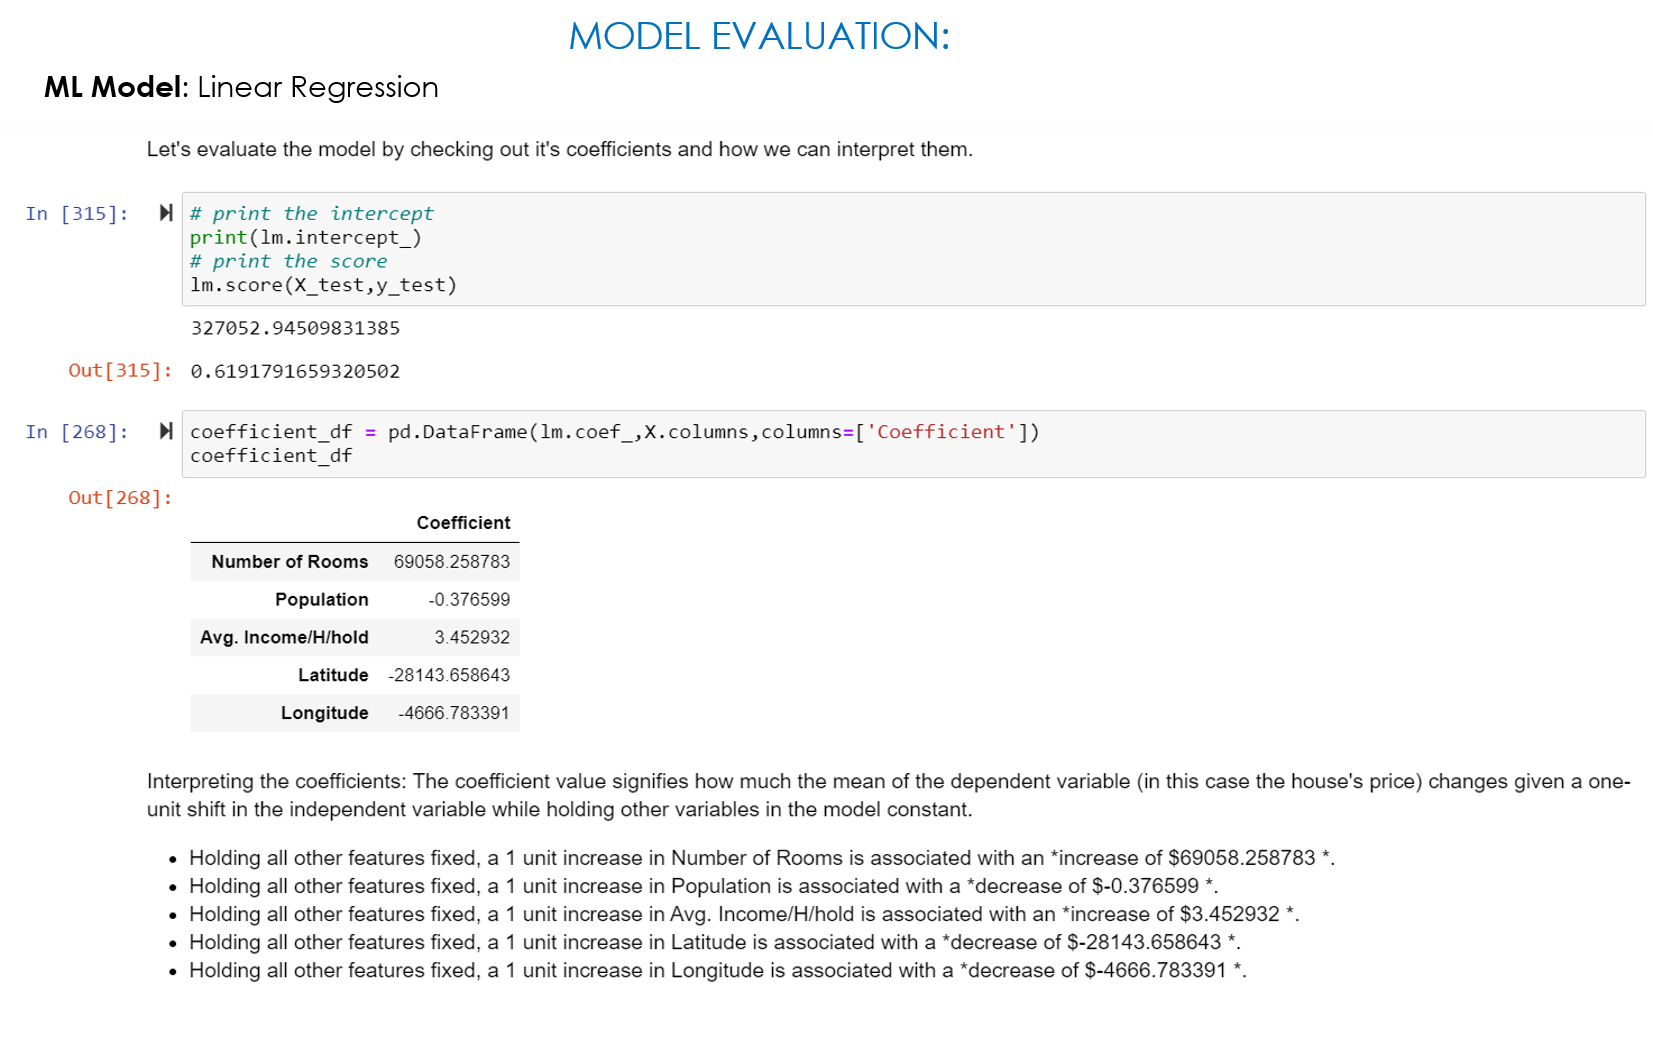 MODEL EVALUATION:
ML Model: Linear Regression
Let's evaluate the model by checking out it's coefficients and how we can interpret them.
In [315]:
# print the intercept
print(lm.intercept_)
# print the score
lm.score(X_test,y_test)
327052.94509831385
Out[315]: 0.6191791659320502
In [268]:
coefficient_df = pd.DataFrame(lm.coef_,X.columns,columns=['Coefficient'])
coefficient_df
Out[268]:
Coefficient
Number of Rooms 69058.258783
Population -0.376599
Avg. Income/H/hold 3.452932
Latitude -28143.658643
Longitude -4666.783391
Interpreting the coefficients: The coefficient value signifies how much the mean of the dependent variable (in this case the house's price) changes given a one-
unit shift in the independent variable while holding other variables in the model constant.
• Holding all other features fixed, a 1 unit increase in Number of Rooms is associated with an *increase of $69058.258783 *.
• Holding all other features fixed, a 1 unit increase in Population is associated with a *decrease of $-0.376599 *.
• Holding all other features fixed, a 1 unit increase in Avg. Income/H/hold is associated with an *increase of $3.452932 *.
• Holding all other features fixed, a 1 unit increase in Latitude is associated with a *decrease of $-28143.658643 *.
• Holding all other features fixed, a 1 unit increase in Longitude is associated with a *decrease of $-4666.783391 *.